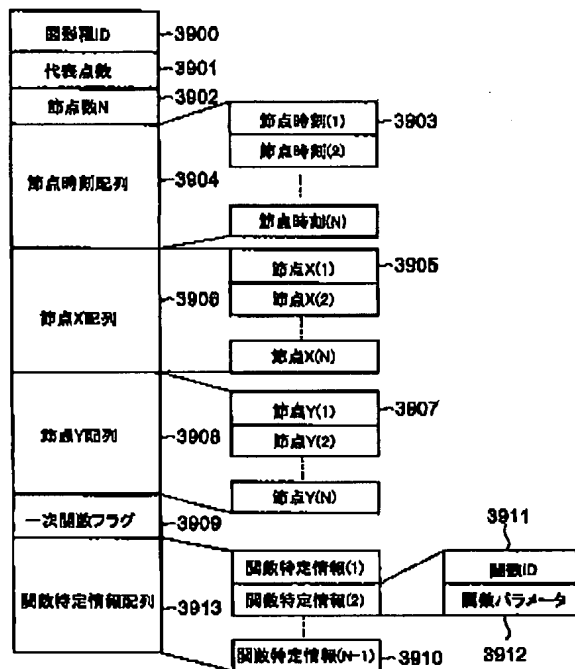 図形種ID
3900
代表点数
3901
節点数N
3902
節点時刻配列
3904
節点時刻(1)
3903
節点時刻(2)
節点時刻(N)
節点X配列
3906
節点X(1)
3905
節点X(2)
節点X(N)
節点Y配列
3908
節点Y(1)
3907
節点Y(2)
節点Y(N)
一次関数フラグ
3909
関数特定情報配列
3913
関数特定情報(1)
関数特定情報(2)
関数特定情報(N-1)
3910
3911
関数ID
関数パラメータ
3912